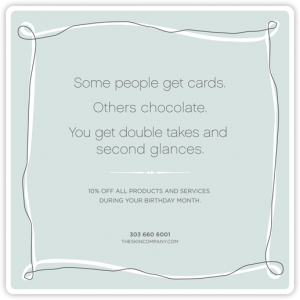 Some people get cards.
Others chocolate.
You get double takes and
second glances.
10% OFF ALL PRODUCTS AND SERVICES
DURING YOUR BIRTHDAY MONTH.
303 660 6001
THESKINCOMPANY.COM